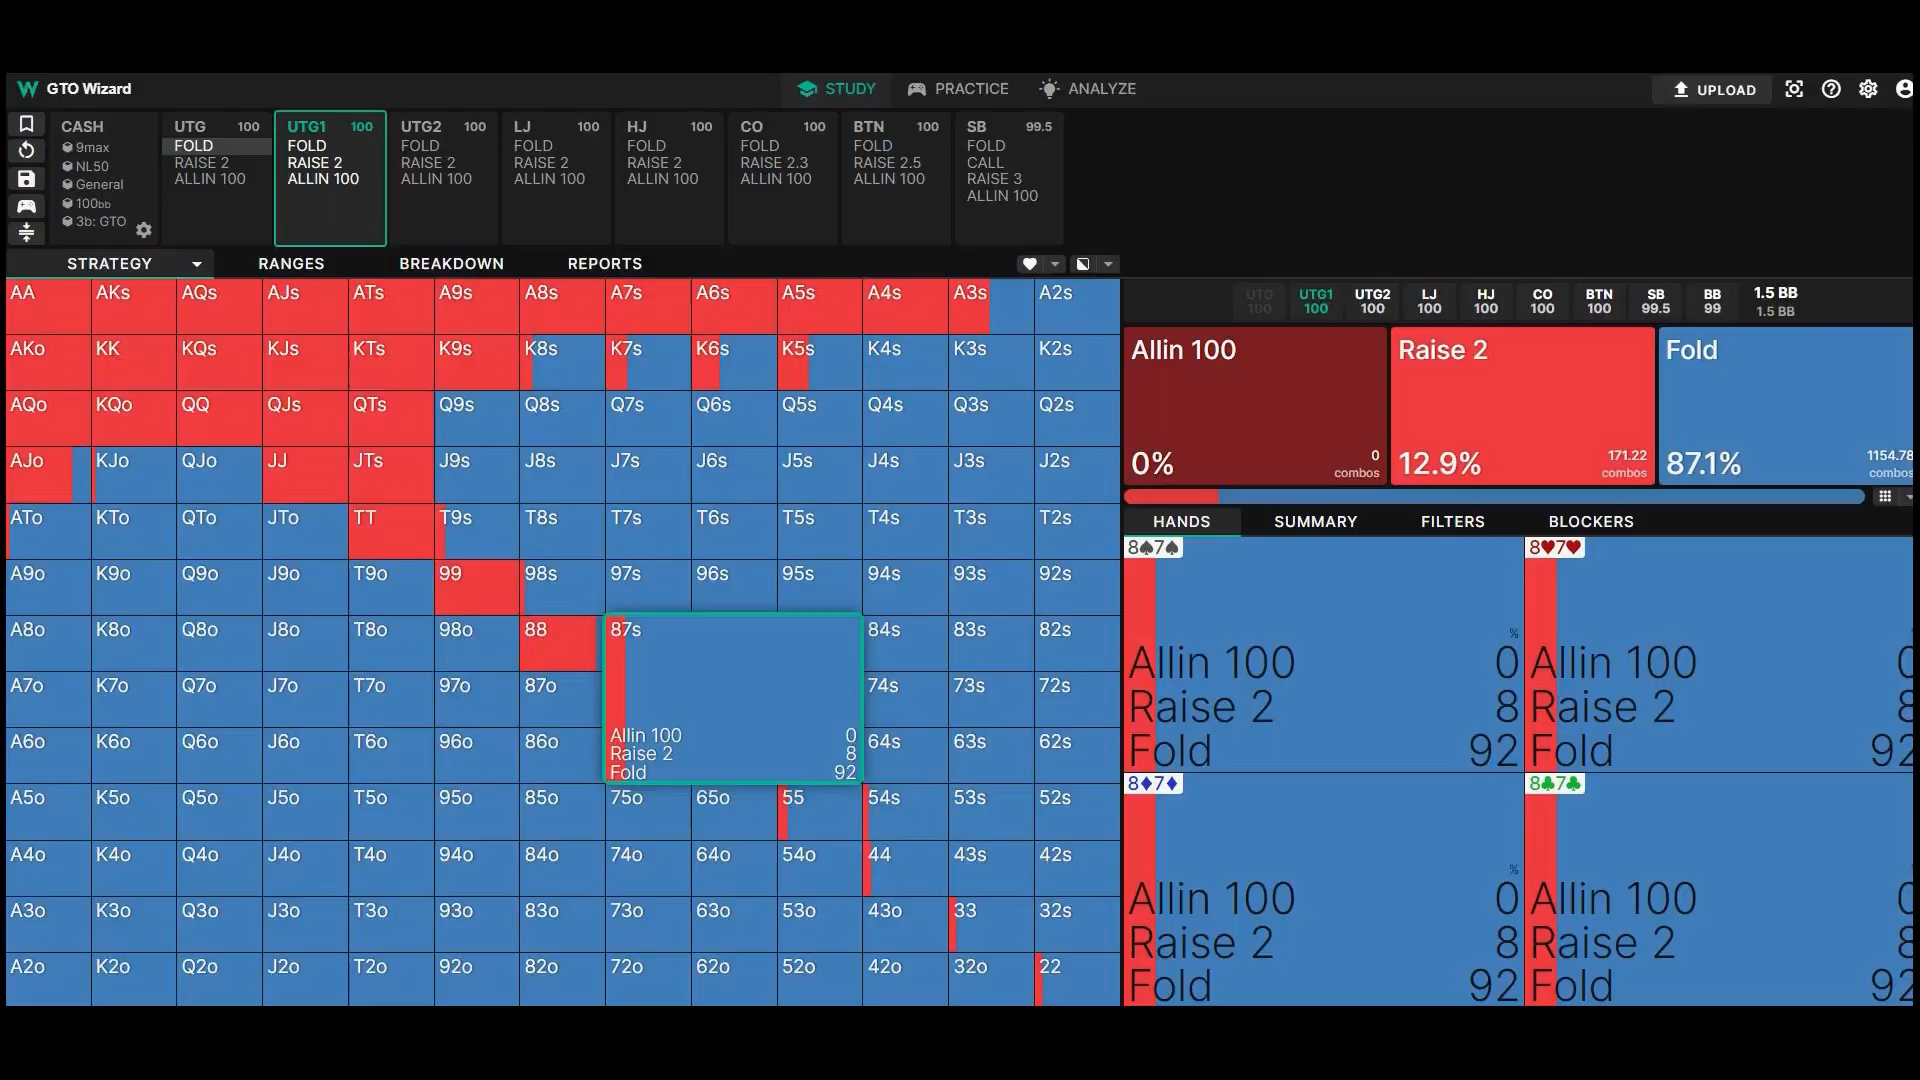 GTO Wizard
STUDY
PRACTICE
ANALYZE
UPLOAD
CASH
9max
NL50
General
100bb
3b: GTO
UTG 100
FOLD
RAISE 2
ALLIN 100
UTG1 100
FOLD
RAISE 2
ALLIN 100
UTG2 100
FOLD
RAISE 2
ALLIN 100
LJ 100
FOLD
RAISE 2
ALLIN 100
HJ 100
FOLD
RAISE 2
ALLIN 100
CO 100
FOLD
RAISE 2.3
ALLIN 100
BTN 100
FOLD
RAISE 2.5
ALLIN 100
SB 99.5
FOLD
CALL
RAISE 3
ALLIN 100
STRATEGY RANGES BREAKDOWN REPORTS
AA AKs AQs AJs ATs A9s A8s A7s A6s A5s A4s A3s A2s
AKo KK KQs KJs KTs K9s K8s K7s K6s K5s K4s K3s K2s
AQo KQo QQ QJs QTs Q9s Q8s Q7s Q6s Q5s Q4s Q3s Q2s
AJo KJo QJo JJ JTs J9s J8s J7s J6s J5s J4s J3s J2s
ATo KTo QTo JTo TT T9s T8s T7s T6s T5s T4s T3s T2s
A9o K9o Q9o J9o T9o 99 98s 97s 96s 95s 94s 93s 92s
A8o K8o Q8o J8o T8o 98o 88 87s 84s 83s 82s
A7o K7o Q7o J7o T7o 97o 87o 74s 73s 72s
A6o K6o Q6o J6o T6o 96o 86o 64s 63s 62s
Allin 100 0
Raise 2 8
Fold 92
A5o K5o Q5o J5o T5o 95o 85o 75o 65o 55 54s 53s 52s
A4o K4o Q4o J4o T4o 94o 84o 74o 64o 54o 44 43s 42s
A3o K3o Q3o J3o T3o 93o 83o 73o 63o 53o 43o 33 32s
A2o K2o Q2o J2o T2o 92o 82o 72o 62o 52o 42o 32o 22
UTG UTG1 UTG2 LJ HJ CO BTN SB BB 1.5 BB
100 100 100 100 100 100 100 99.5 99 1.5 BB
Allin 100
0%
0
combos
Raise 2
12.9%
171.22
combos
Fold
87.1%
1154.78
combos
HANDS SUMMARY FILTERS BLOCKERS
8♠7♠
%
Allin 100 0
Raise 2 8
Fold 92
8♥7♥
Allin 100 0
Raise 2 8
Fold 92
8♦7♦
%
Allin 100 0
Raise 2 8
Fold 92
8♣7♣
Allin 100 0
Raise 2 8
Fold 92